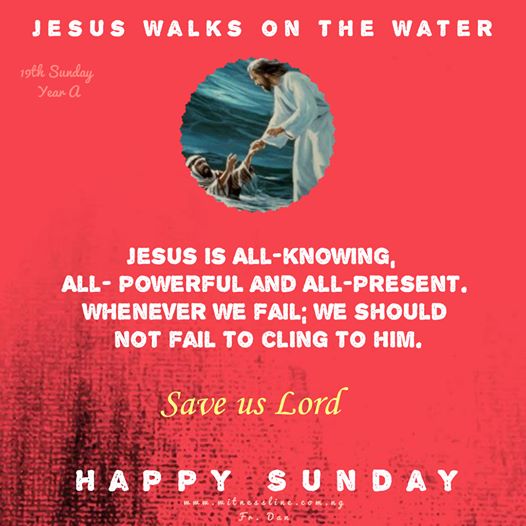 JESUS WALKS ON THE WATER
19th Sunday
Year A
JESUS IS ALL-KNOWING,
ALL- POWERFUL AND ALL-PRESENT.
WHENEVER WE FAIL; WE SHOULD
NOT FAIL TO CLING TO HIM.
Save us Lord
HAPPY SUNDAY
www.witnessline.com.ng
Fr. Dan